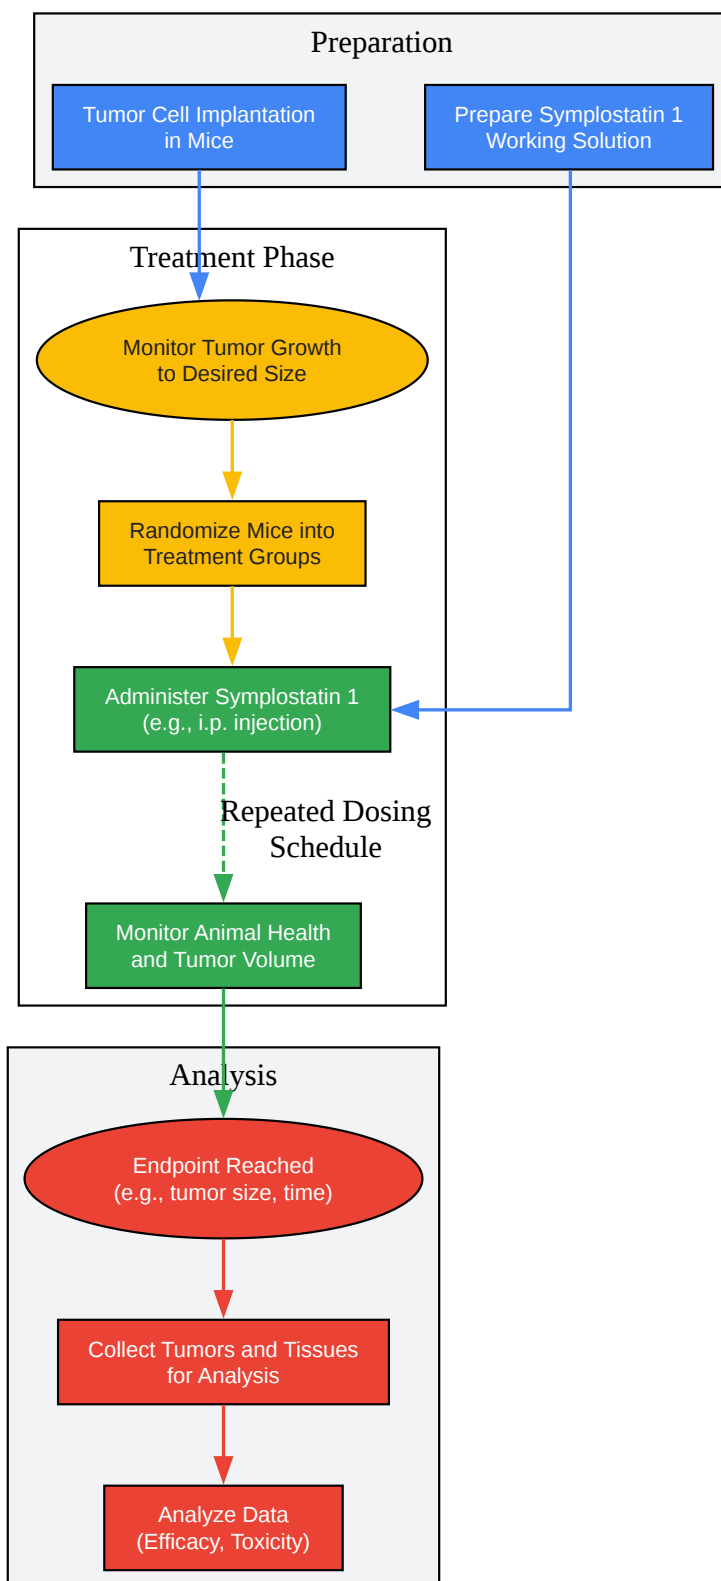 Preparation
Tumor Cell Implantation
in Mice
Prepare Symplostatin 1
Working Solution
Treatment Phase
Monitor Tumor Growth
to Desired Size
Randomize Mice into
Treatment Groups
Administer Symplostatin 1
(e.g., i.p. injection)
Repeated Dosing
Schedule
Monitor Animal Health
and Tumor Volume
Analysis
Endpoint Reached
(e.g., tumor size, time)
Collect Tumors and Tissues
for Analysis
Analyze Data
(Efficacy, Toxicity)